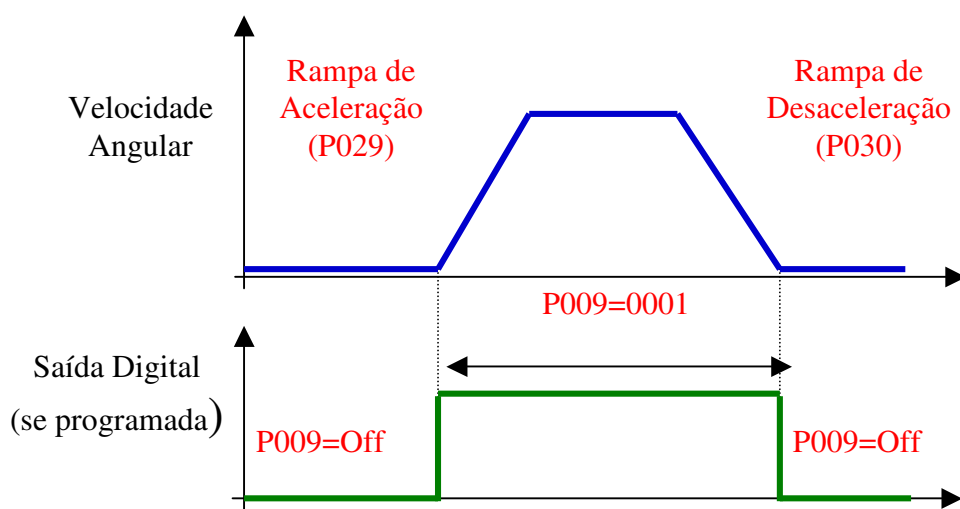 Rampa de
Aceleração
(P029)
Rampa de
Desaceleração
(P030)
Velocidade
Angular
P009=0001
Saída Digital
(se programada)
P009=Off
P009=Off